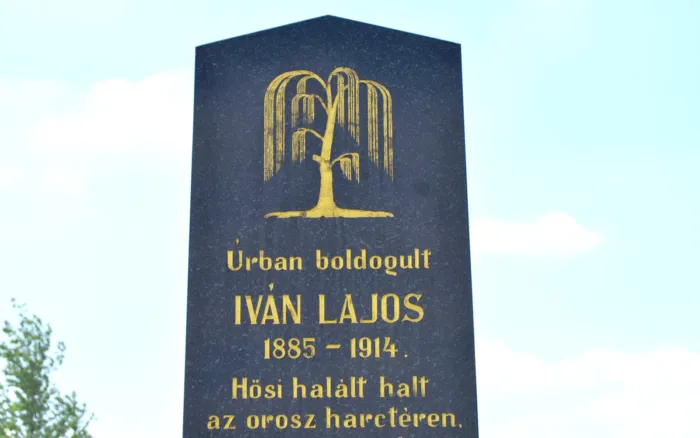 Úrban boldogult
IVÁN LAJOS
1885 - 1914.
Hősi halált halt
az orosz harctéren.